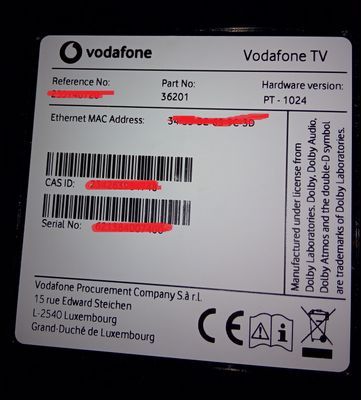 vodafone
Vodafone TV
Reference No:
Part No:
36201
Hardware version:
PT - 1024
Ethernet MAC Address:
CAS ID:
Serial No:
Manufactured under license from
Dolby Laboratories. Dolby, Dolby Audio,
Dolby Atmos and the double-D symbol
are trademarks of Dolby Laboratories.
Vodafone Procurement Company S.à r.l.
15 rue Edward Steichen
L-2540 Luxembourg
Grand-Duché de Luxembourg
CE